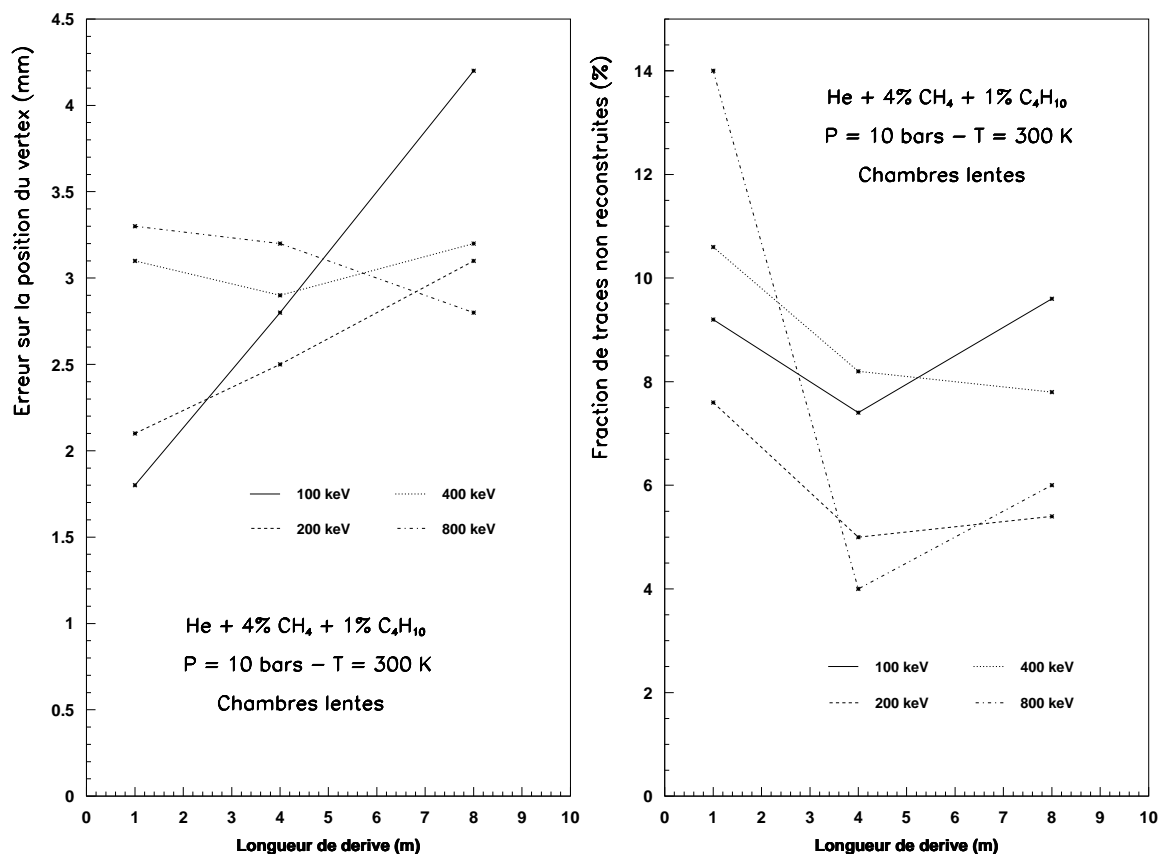 Erreur sur la position du vertex (mm)
4.5
4
3.5
3
2.5
2
1.5
1
0.5
0
100 keV
400 keV
200 keV
800 keV
He + 4% CH₄ + 1% C₄H₁₀
P = 10 bars – T = 300 K
Chambres lentes
0 1 2 3 4 5 6 7 8 9 10
Longueur de derive (m)
Fraction de traces non reconstruites (%)
14
12
10
8
6
4
2
0
He + 4% CH₄ + 1% C₄H₁₀
P = 10 bars – T = 300 K
Chambres lentes
100 keV
400 keV
200 keV
800 keV
0 1 2 3 4 5 6 7 8 9 10
Longueur de derive (m)